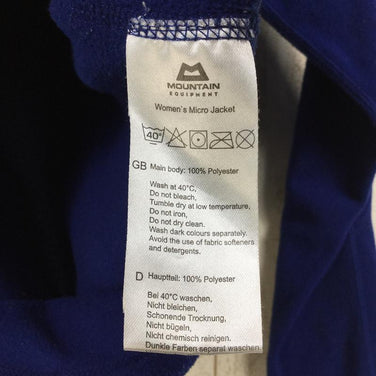 MOUNTAIN
EQUIPMENT
Women's Micro Jacket
40°
GB Main body: 100% Polyester
Wash at 40°C,
Do not bleach,
Tumble dry at low temperature,
Do not iron,
Do not dry clean.
Wash dark colours separately.
Avoid the use of fabric softeners
and detergents.
D Hauptteil: 100% Polyester
Bei 40°C waschen,
Nicht bleichen,
Schonende Trocknung,
Nicht bügeln,
Nicht chemisch reinigen.
Dunkle Farben separat waschen.